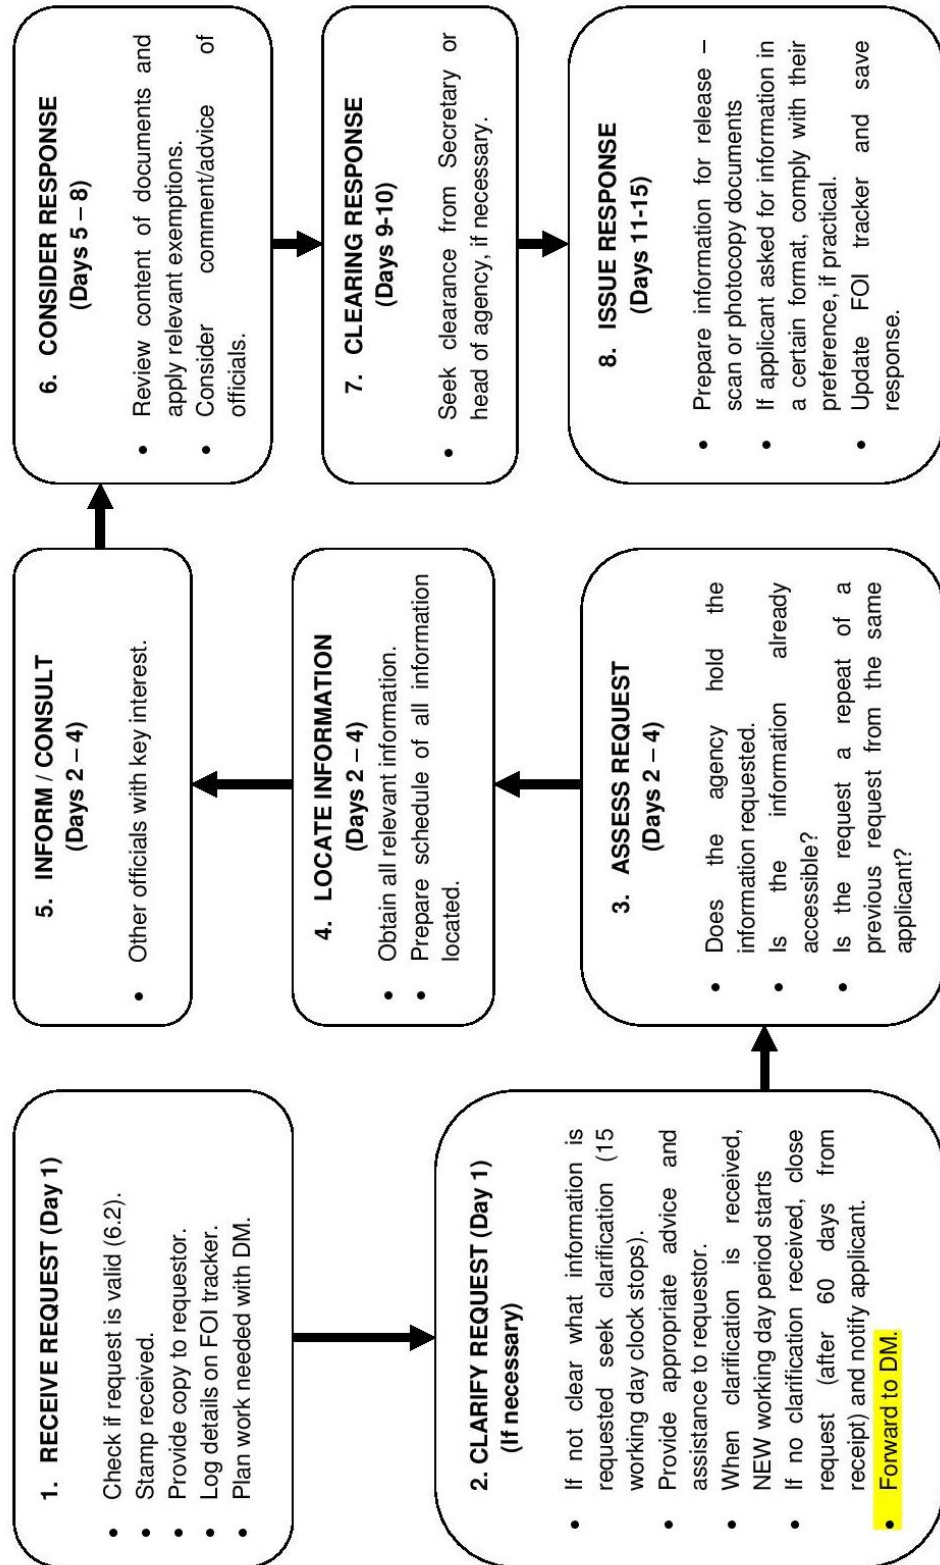 1. RECEIVE REQUEST (Day 1)
• Check if request is valid (6.2).
• Stamp received.
• Provide copy to requestor.
• Log details on FOI tracker.
• Plan work needed with DM.
2. CLARIFY REQUEST (Day 1)
(If necessary)
• If not clear what information is
requested seek clarification (15
working day clock stops).
• Provide appropriate advice and
assistance to requestor.
• When clarification is received,
NEW working day period starts
• If no clarification received, close
request (after 60 days from
receipt) and notify applicant.
• Forward to DM.
3. ASSESS REQUEST
(Days 2 – 4)
• Does the agency hold the
information requested.
• Is the information already
accessible?
• Is the request a repeat of a
previous request from the same
applicant?
4. LOCATE INFORMATION
(Days 2 – 4)
• Obtain all relevant information.
• Prepare schedule of all information
located.
5. INFORM / CONSULT
(Days 2 – 4)
• Other officials with key interest.
6. CONSIDER RESPONSE
(Days 5 – 8)
• Review content of documents and
apply relevant exemptions.
• Consider comment/advice of
officials.
7. CLEARING RESPONSE
(Days 9-10)
• Seek clearance from Secretary or
head of agency, if necessary.
8. ISSUE RESPONSE
(Days 11-15)
• Prepare information for release –
scan or photocopy documents
• If applicant asked for information in
a certain format, comply with their
preference, if practical.
• Update FOI tracker and save
response.